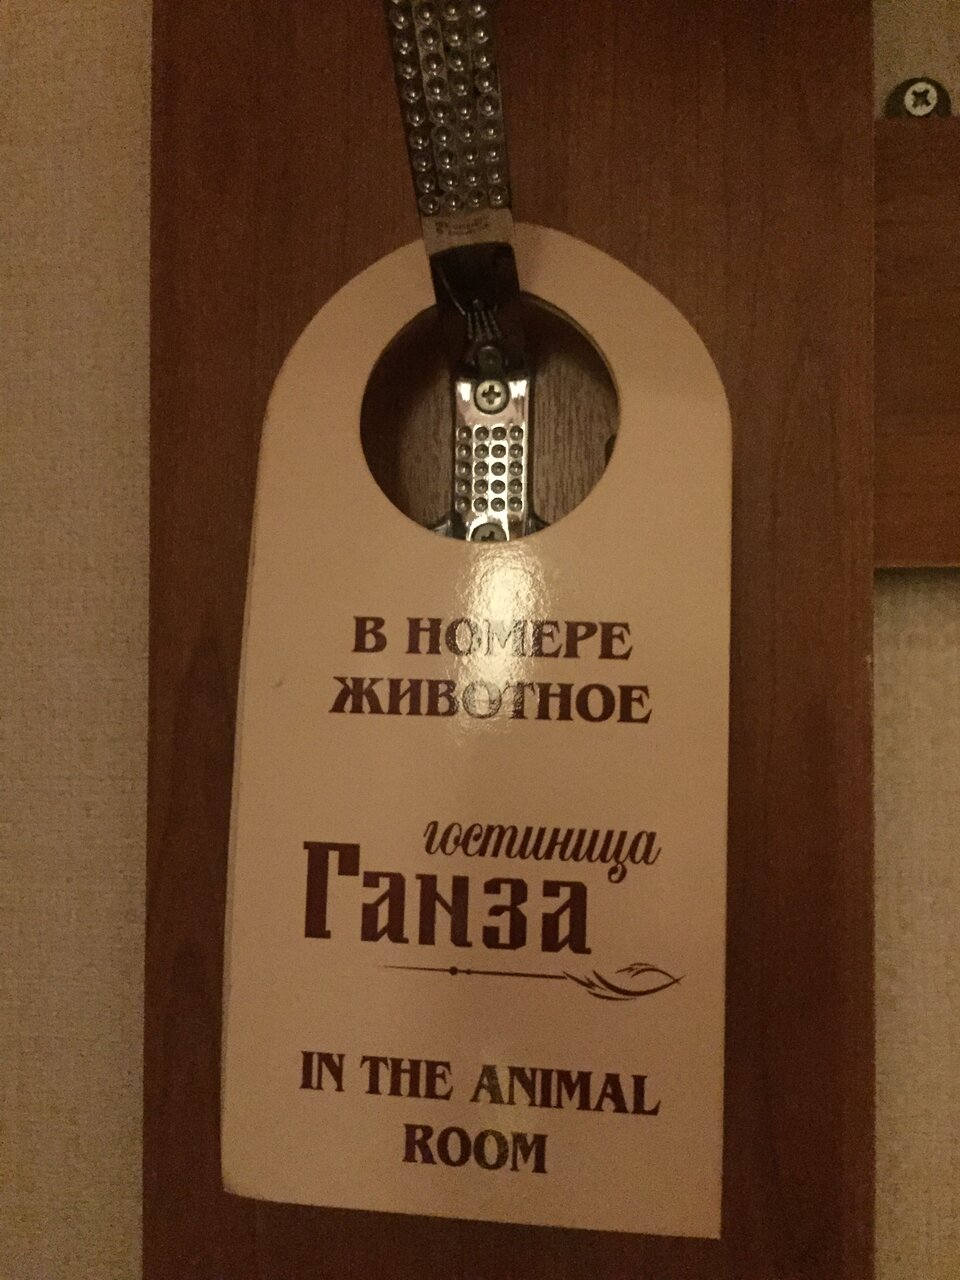 В НОМЕРЕ
ЖИВОТНОЕ
гостиница
Ганза
IN THE ANIMAL
ROOM